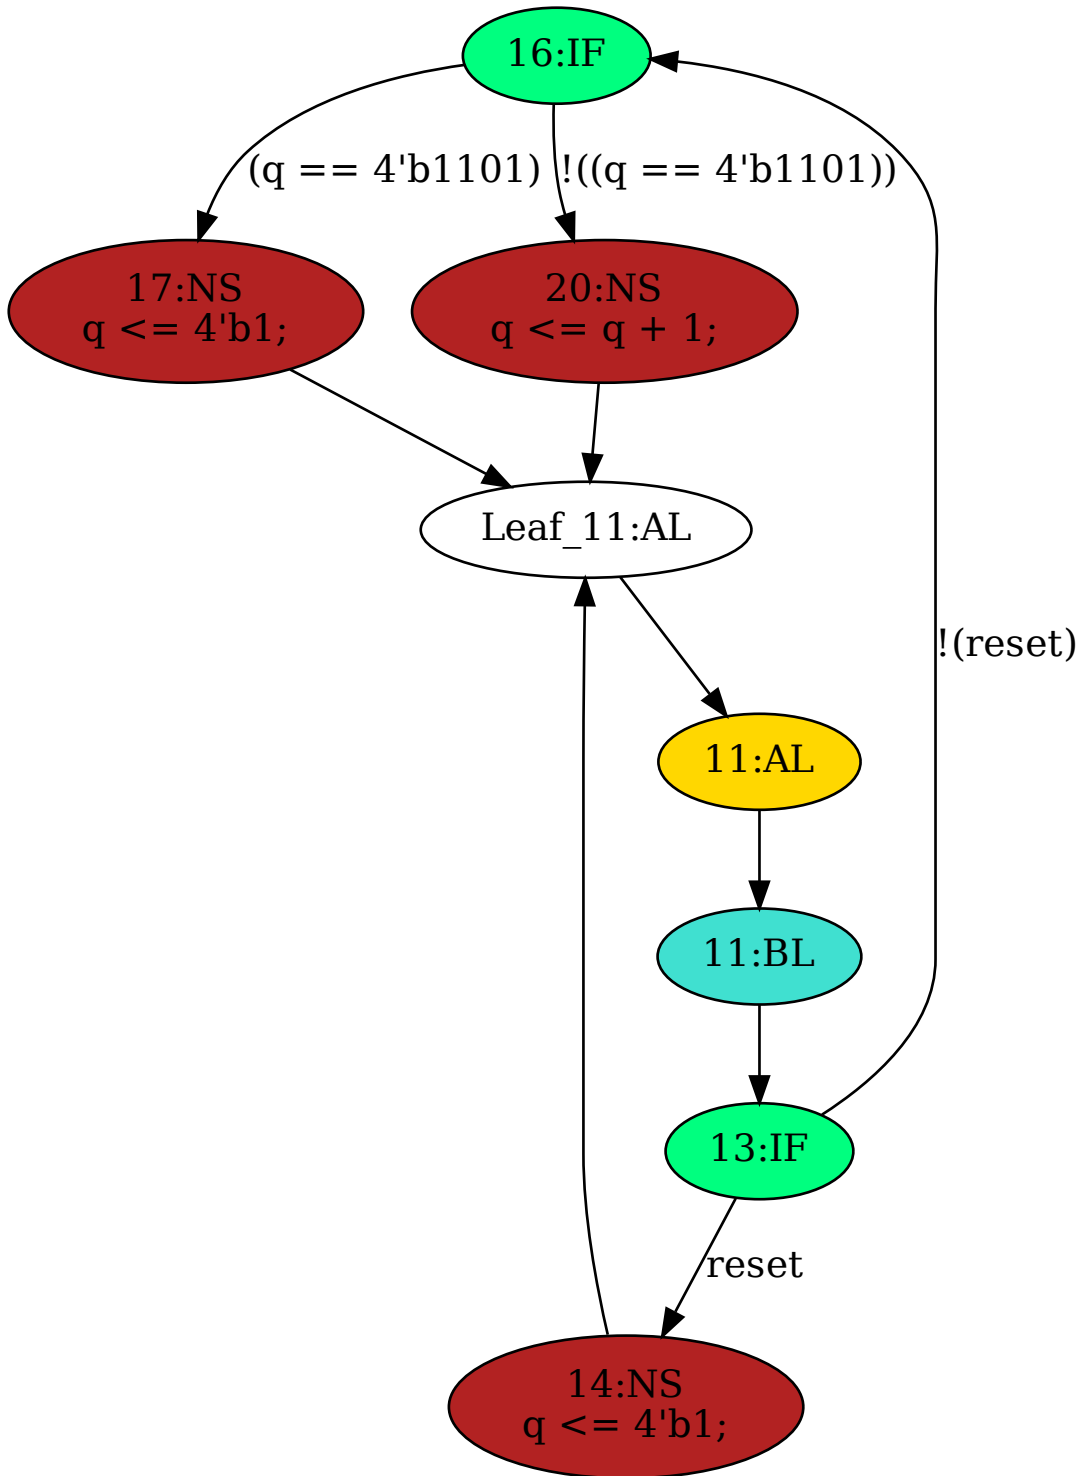 16:IF
(q == 4'b1101)
!((q == 4'b1101))
17:NS
q <= 4'b1;
20:NS
q <= q + 1;
Leaf_11:AL
!(reset)
11:AL
11:BL
13:IF
reset
14:NS
q <= 4'b1;